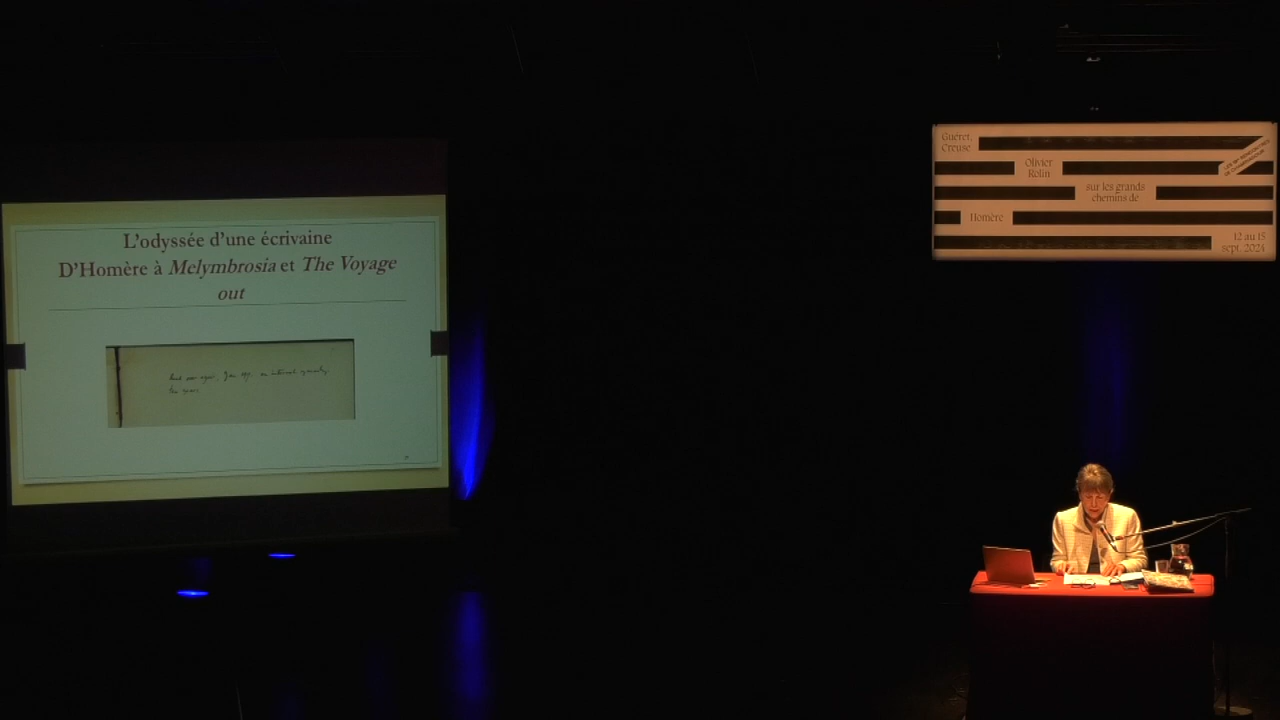 L'odyssée d'une écrivaine
D'Homère à Melymbrosia et The Voyage
out
Guéret,
Creuse
Olivier
Rolin
sur les grands
chemins de
Homère
12 au 15
sept. 2024